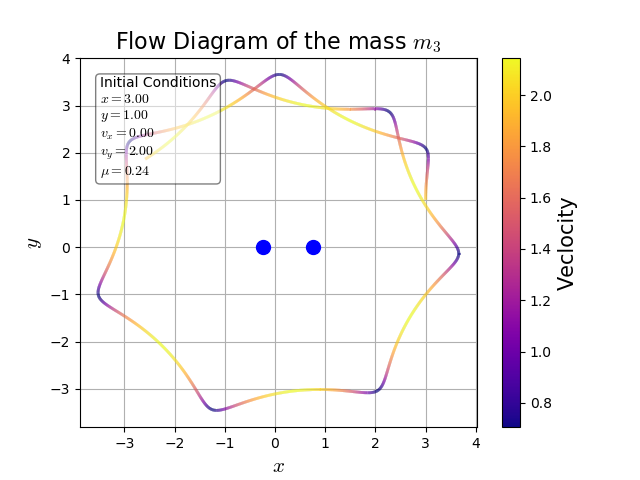 Flow Diagram of the mass m₃
Initial Conditions
x = 3.00
y = 1.00
vₓ = 0.00
v_y = 2.00
μ = 0.24
4
3
2
1
0
−1
−2
−3
y
−3 −2 −1 0 1 2 3 4
x
2.0
1.8
1.6
1.4
1.2
1.0
0.8
Veclocity